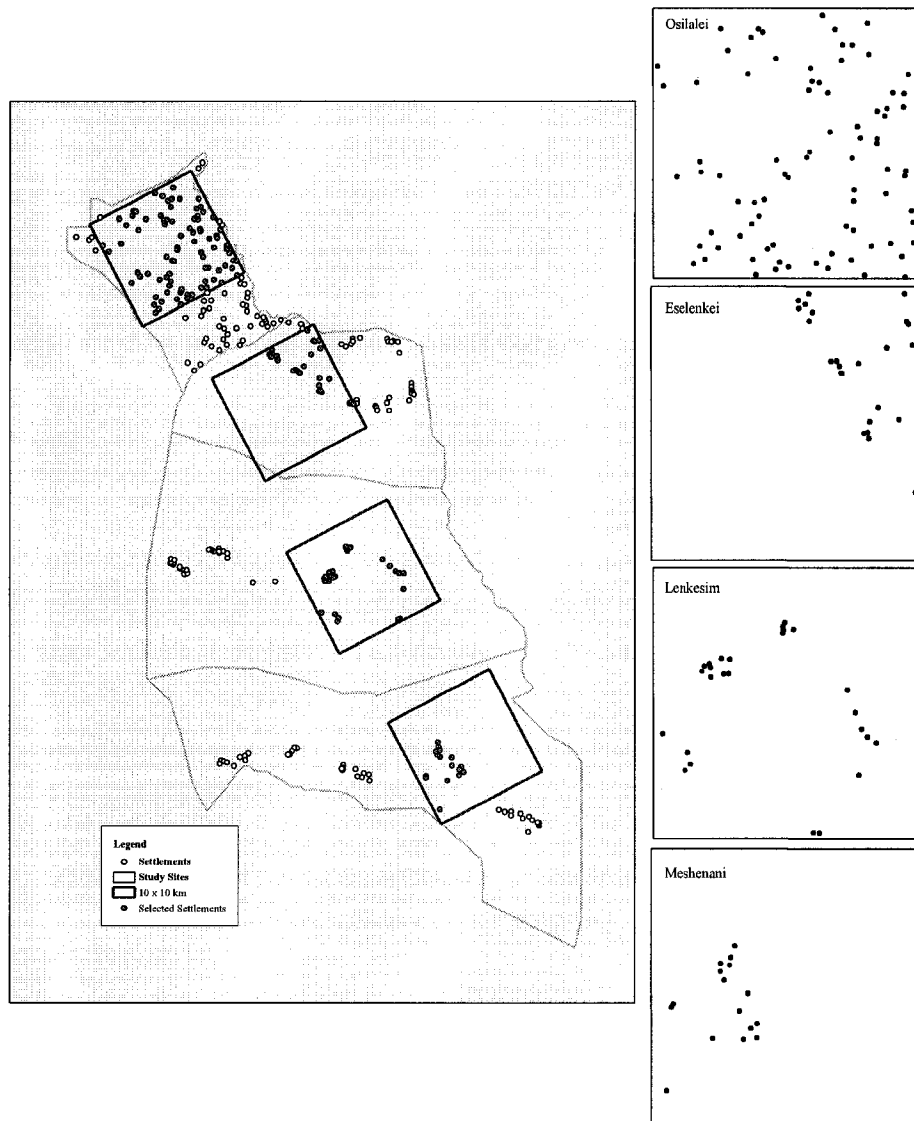 Osilalei
Eselenkei
Lenkesim
Meshenani
Legend
Settlements
Study Sites
10 x 10 km
Selected Settlements